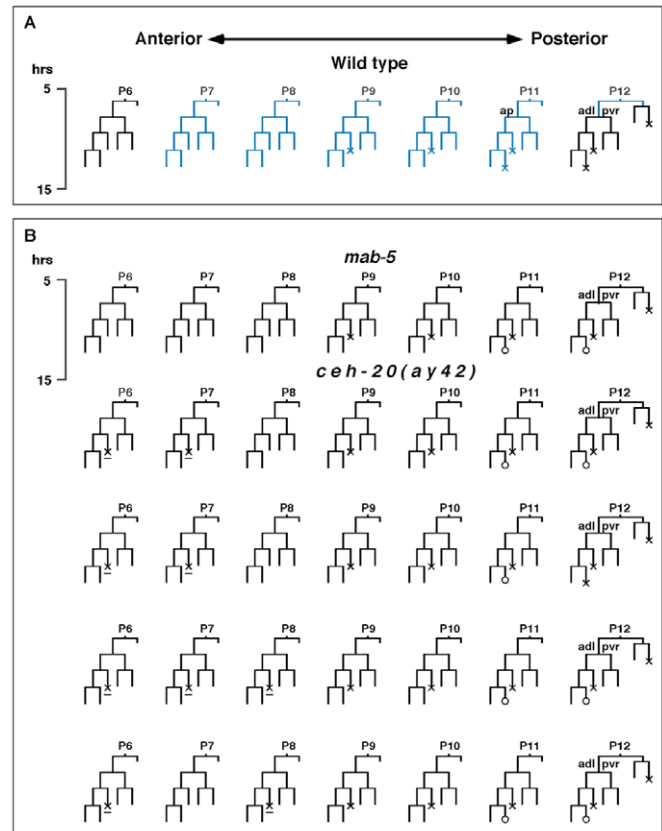 A
Anterior Posterior
Wild type
hrs
5
15
P6 P7 P8 P9 P10 P11 P12
ap adl pvr
B
hrs
5
15
mab-5
P6 P7 P8 P9 P10 P11 P12
adl pvr
ceh-20(ay42)
P6 P7 P8 P9 P10 P11 P12
adl pvr
P6 P7 P8 P9 P10 P11 P12
adl pvr
P6 P7 P8 P9 P10 P11 P12
adl pvr
P6 P7 P8 P9 P10 P11 P12
adl pvr